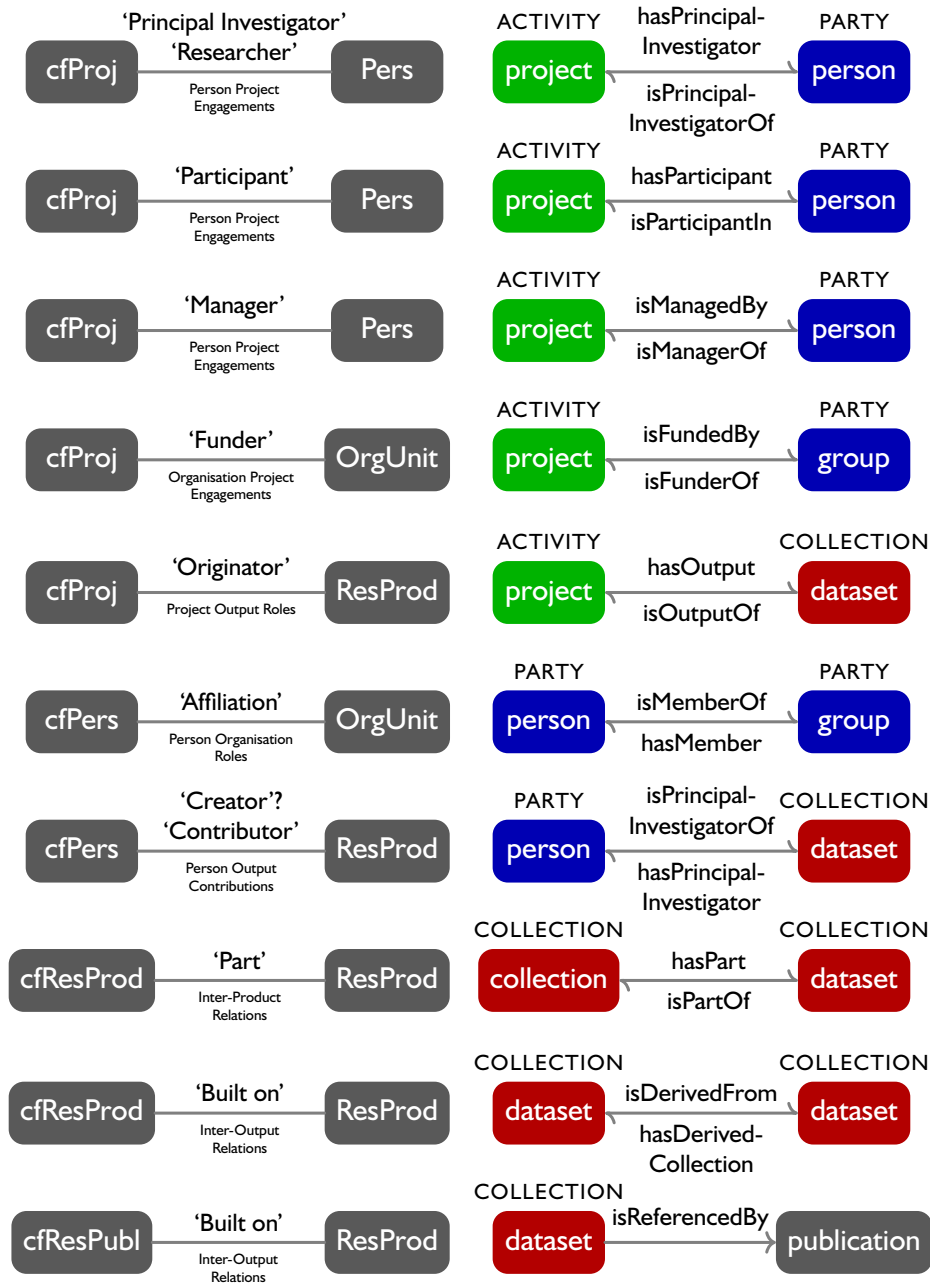 ‘Principal Investigator’
‘Researcher’
cfProj
Pers
Person Project
Engagements
ACTIVITY
project
hasPrincipal-
Investigator
isPrincipal-
InvestigatorOf
PARTY
person
cfProj
‘Participant’
Person Project
Engagements
Pers
ACTIVITY
project
hasParticipant
isParticipantIn
PARTY
person
cfProj
‘Manager’
Person Project
Engagements
Pers
ACTIVITY
project
isManagedBy
isManagerOf
PARTY
person
cfProj
‘Funder’
Organisation Project
Engagements
OrgUnit
ACTIVITY
project
isFundedBy
isFunderOf
PARTY
group
cfProj
‘Originator’
Project Output Roles
ResProd
ACTIVITY
project
hasOutput
isOutputOf
COLLECTION
dataset
cfPers
‘Affiliation’
Person Organisation
Roles
OrgUnit
PARTY
person
isMemberOf
hasMember
PARTY
group
cfPers
‘Creator’?
‘Contributor’
Person Output
Contributions
ResProd
PARTY
person
isPrincipal-
InvestigatorOf
hasPrincipal-
Investigator
COLLECTION
dataset
cfResProd
‘Part’
Inter-Product
Relations
ResProd
COLLECTION
collection
hasPart
isPartOf
COLLECTION
dataset
cfResProd
‘Built on’
Inter-Output
Relations
ResProd
COLLECTION
dataset
isDerivedFrom
hasDerived-
Collection
COLLECTION
dataset
cfResPubl
‘Built on’
Inter-Output
Relations
ResProd
COLLECTION
dataset
isReferencedBy
publication